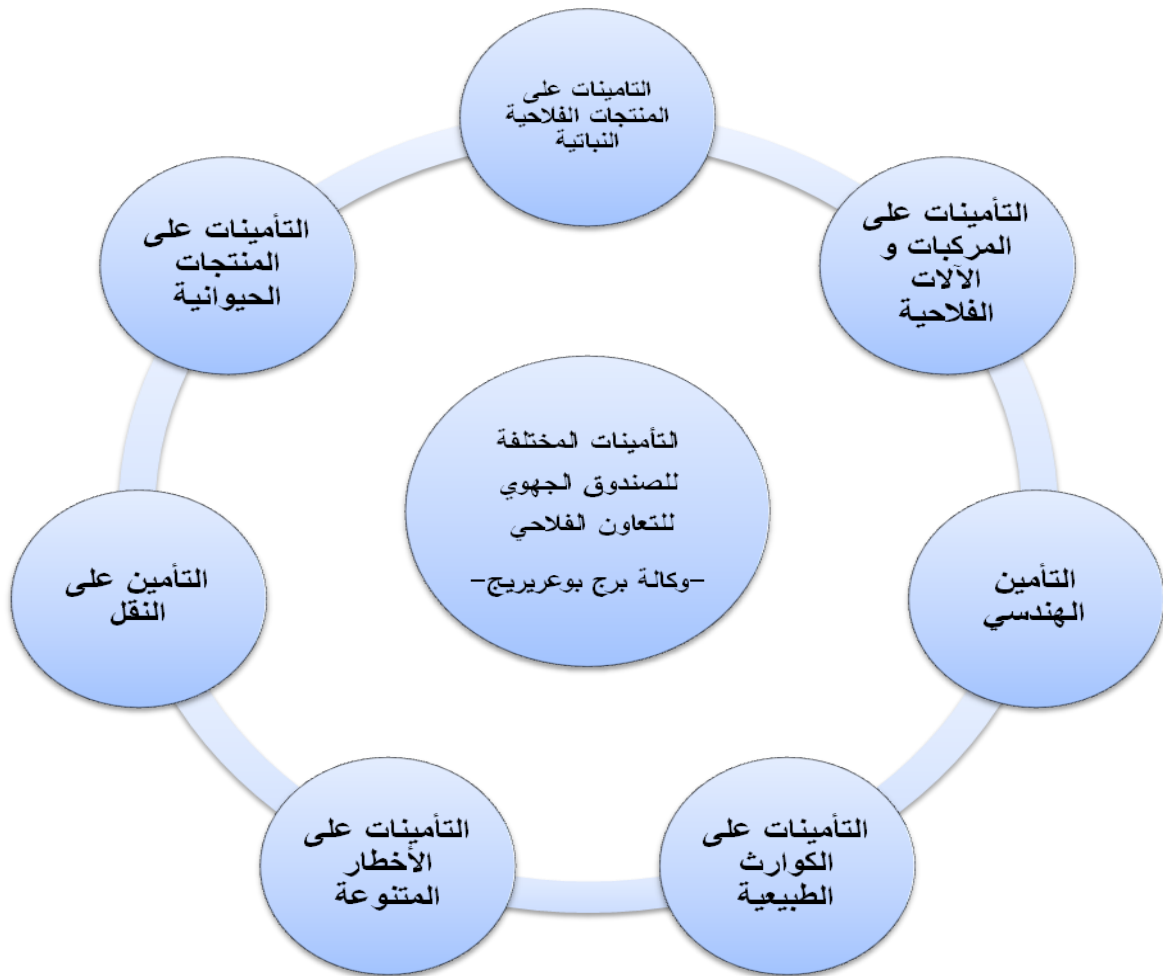 التامينات على
المنتجات الفلاحية
النباتية
التأمينات على
المركبات و
الآلات
الفلاحية
التأمين
الهندسي
التأمينات على
الكوارث
الطبيعية
التأمينات على
الأخطار
المتنوعة
التأمين على
النقل
التأمينات على
المنتجات
الحيوانية
التأمينات المختلفة
للصندوق الجهوي
للتعاون الفلاحي
–وكالة برج بوعريريج–